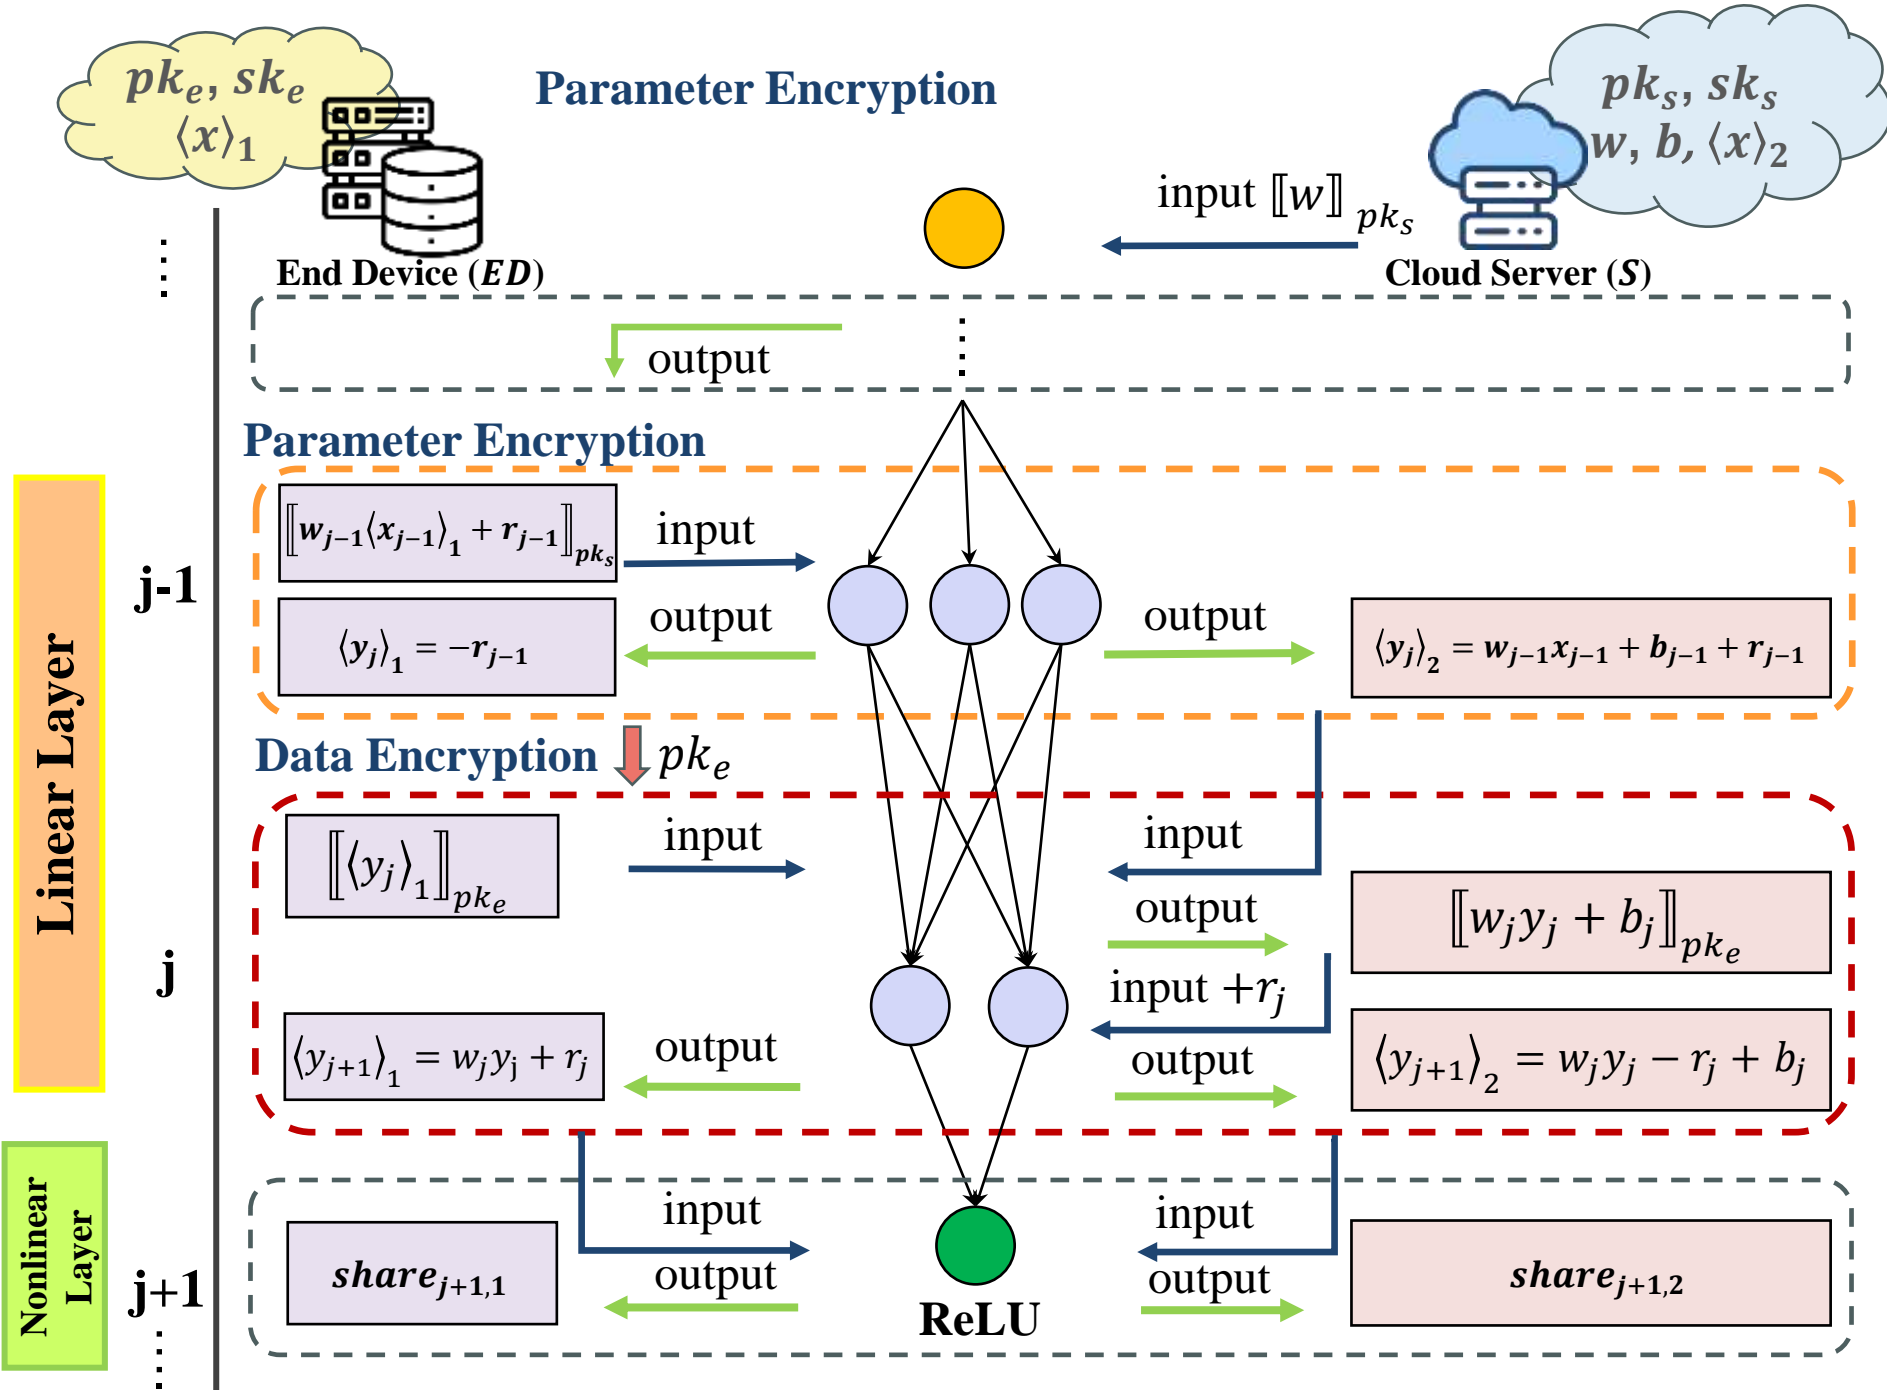 pk_e, sk_e
⟨x⟩_1
Parameter Encryption
pk_s, sk_s
w, b, ⟨x⟩_2
input ⟦w⟧_{pk_s}
End Device (ED)
Cloud Server (S)
output
Parameter Encryption
Linear Layer
j-1
⟦w_{j-1}⟨x_{j-1}⟩_1 + r_{j-1}⟧_{pk_s}
input
⟨y_j⟩_1 = −r_{j-1}
output
output
⟨y_j⟩_2 = w_{j-1}x_{j-1} + b_{j-1} + r_{j-1}
Data Encryption
pk_e
j
⟦⟨y_j⟩_1⟧_{pk_e}
input
input
output
⟦w_j y_j + b_j⟧_{pk_e}
input +r_j
⟨y_{j+1}⟩_1 = w_j y_j + r_j
output
output
⟨y_{j+1}⟩_2 = w_j y_j − r_j + b_j
Nonlinear
Layer
j+1
share_{j+1,1}
input
output
ReLU
input
output
share_{j+1,2}